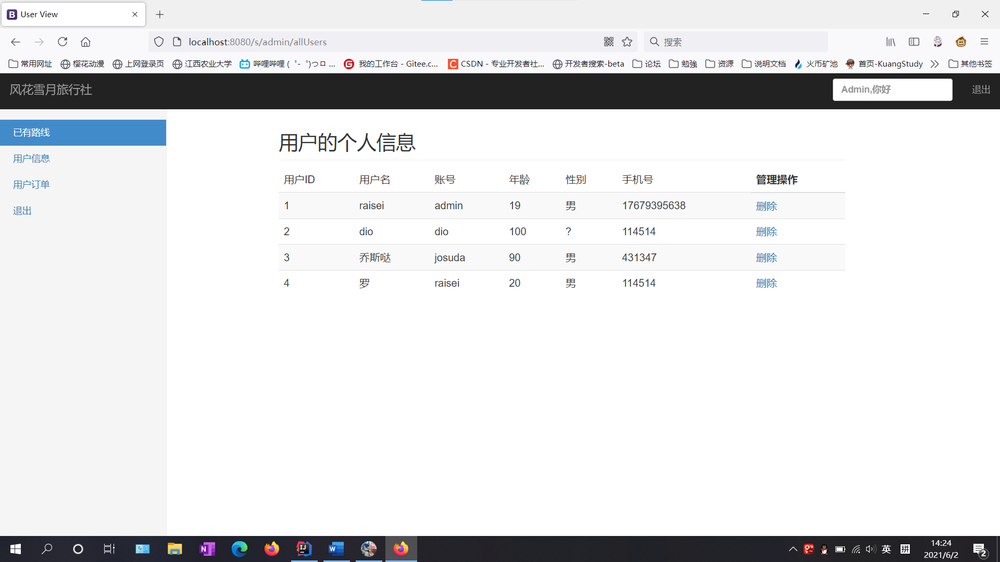 User View
localhost:8080/s/admin/allUsers
搜索
常用网址
樱花动漫
上网登录页
江西农业大学
哔哩哔哩 ( ゜- ゜)つロ ...
我的工作台 - Gitee.c...
CSDN - 专业开发者社...
开发者搜索-beta
论坛
勉強
资源
说明文档
火币矿池
首页-KuangStudy
其他书签
风花雪月旅行社
Admin,你好
退出
已有路线
用户信息
用户订单
退出
用户的个人信息
用户ID 用户名 账号 年龄 性别 手机号 管理操作
1 raisei admin 19 男 17679395638 删除
2 dio dio 100 ? 114514 删除
3 乔斯哒 josuda 90 男 431347 删除
4 罗 raisei 20 男 114514 删除
英
拼
14:24
2021/6/2
2